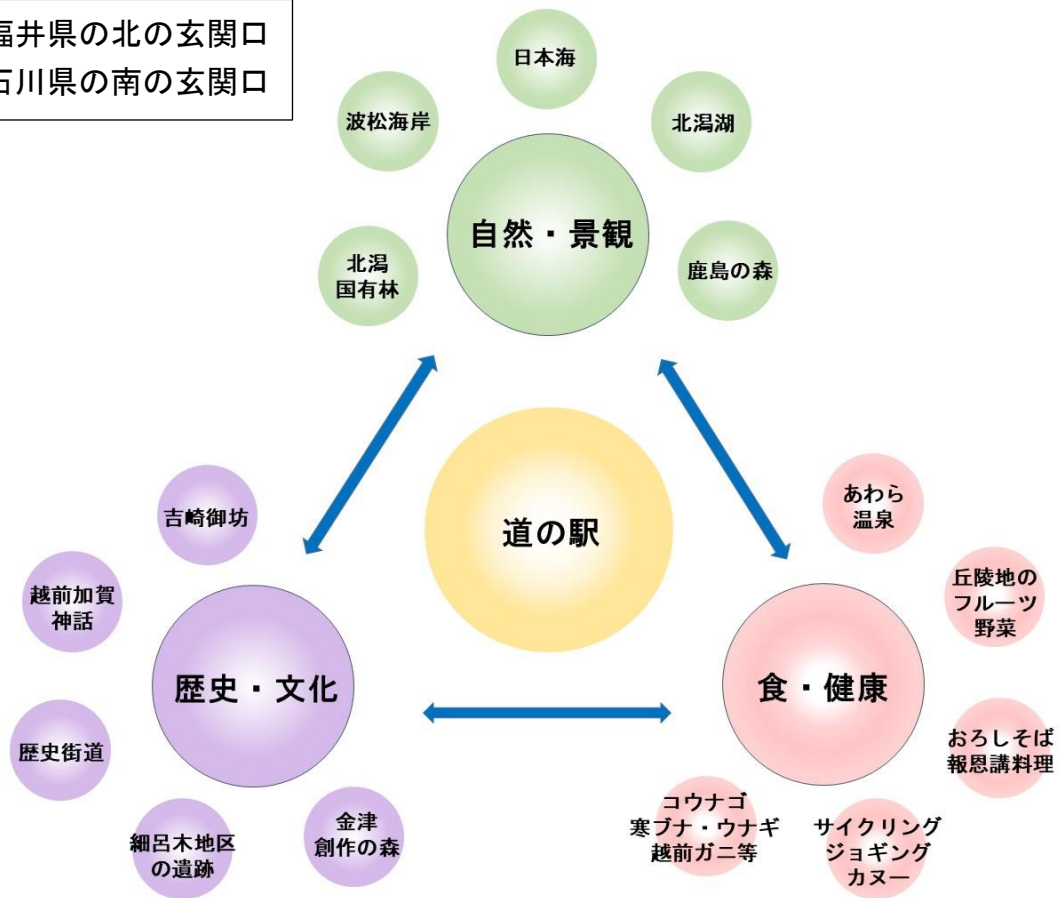 福井県の北の玄関口
石川県の南の玄関口
日本海
波松海岸
北潟湖
自然・景観
北潟
国有林
鹿島の森
道の駅
吉崎御坊
越前加賀
神話
歴史・文化
歴史街道
細呂木地区
の遺跡
金津
創作の森
あわら
温泉
丘陵地の
フルーツ
野菜
食・健康
おろしそば
報恩講料理
コウナゴ
寒ブナ・ウナギ
越前ガニ等
サイクリング
ジョギング
カヌー